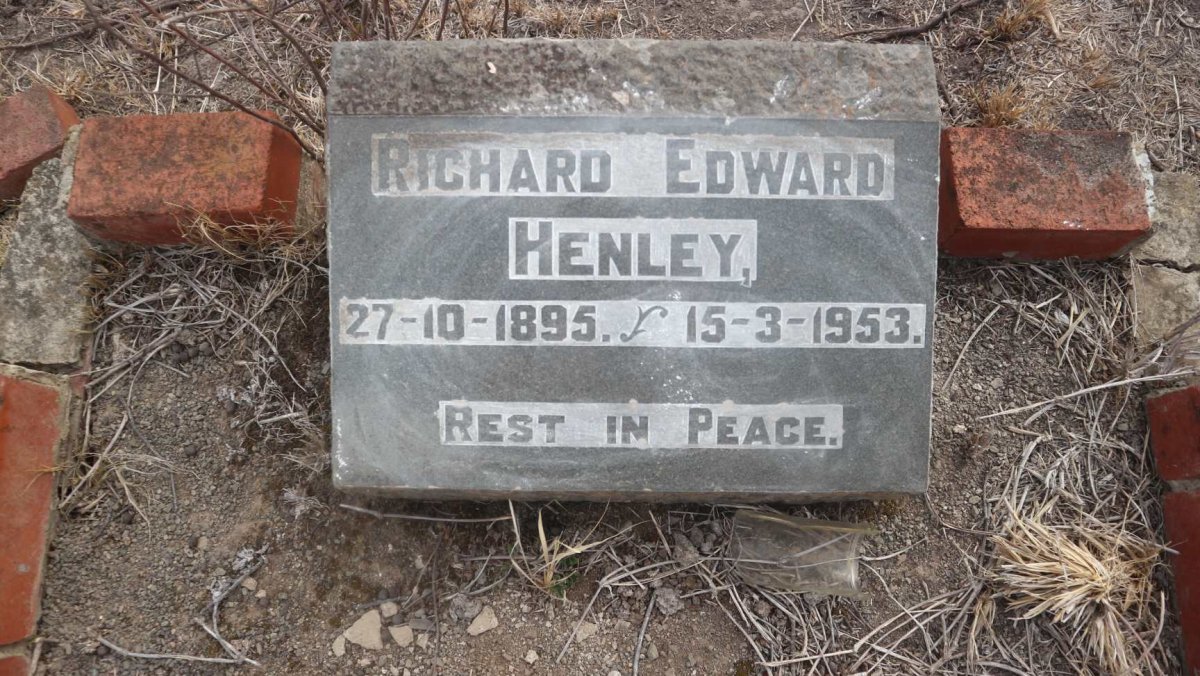 RICHARD EDWARD
HENLEY,
27-10-1895. 15-3-1953.
REST IN PEACE.